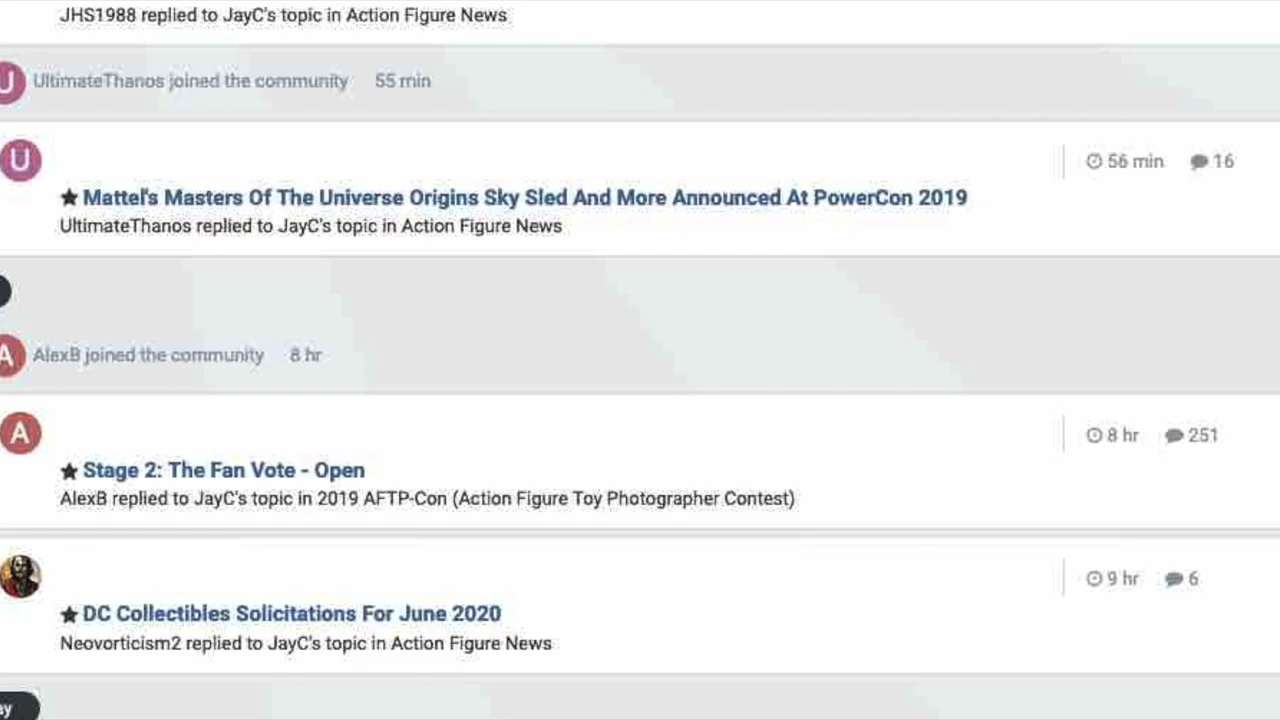 JHS1988 replied to JayC's topic in Action Figure News
U UltimateThanos joined the community 55 min
U 56 min 16
Mattel's Masters Of The Universe Origins Sky Sled And More Announced At PowerCon 2019
UltimateThanos replied to JayC's topic in Action Figure News
A AlexB joined the community 8 hr
A 8 hr 251
Stage 2: The Fan Vote - Open
AlexB replied to JayC's topic in 2019 AFTP-Con (Action Figure Toy Photographer Contest)
9 hr 6
DC Collectibles Solicitations For June 2020
Neovorticism2 replied to JayC's topic in Action Figure News
ay